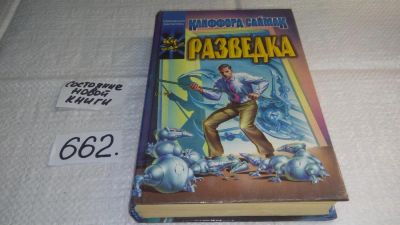 КЛИФФОРД САЙМАК
РАЗВЕДКА
СОСТОЯНИЕ
НОВОЙ
КНИГИ
662.